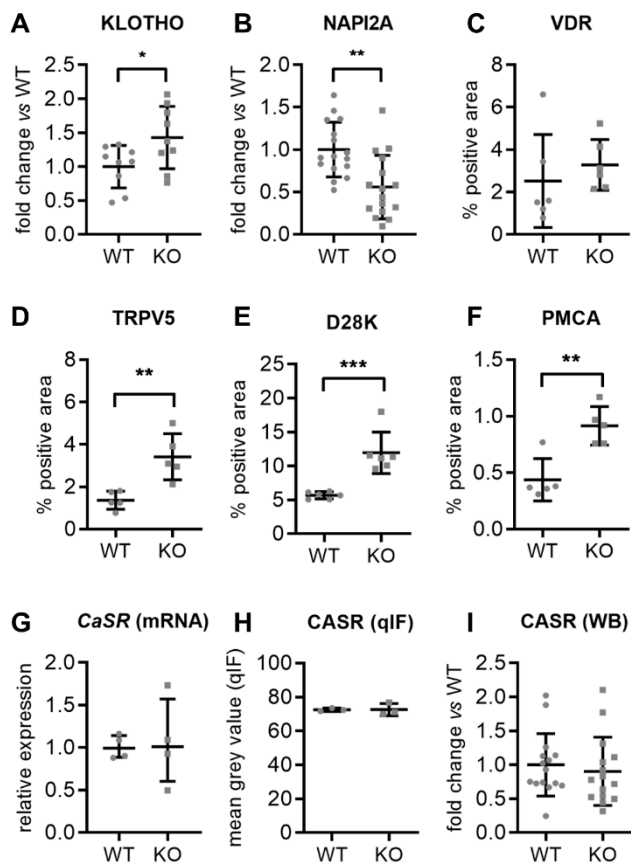 A KLOTHO
fold change vs WT
2.5
2.0
1.5
1.0
0.5
0.0
*
WT KO
B NAPI2A
fold change vs WT
2.0
1.5
1.0
0.5
0.0
**
WT KO
C VDR
% positive area
8
6
4
2
0
WT KO
D TRPV5
% positive area
8
6
4
2
0
**
WT KO
E D28K
% positive area
25
20
15
10
5
0
***
WT KO
F PMCA
% positive area
1.5
1.0
0.5
0.0
**
WT KO
G CaSR (mRNA)
relative expression
2.0
1.5
1.0
0.5
0.0
WT KO
H CASR (qIF)
mean grey value (qIF)
100
80
60
40
20
0
WT KO
I CASR (WB)
fold change vs WT
2.5
2.0
1.5
1.0
0.5
0.0
WT KO